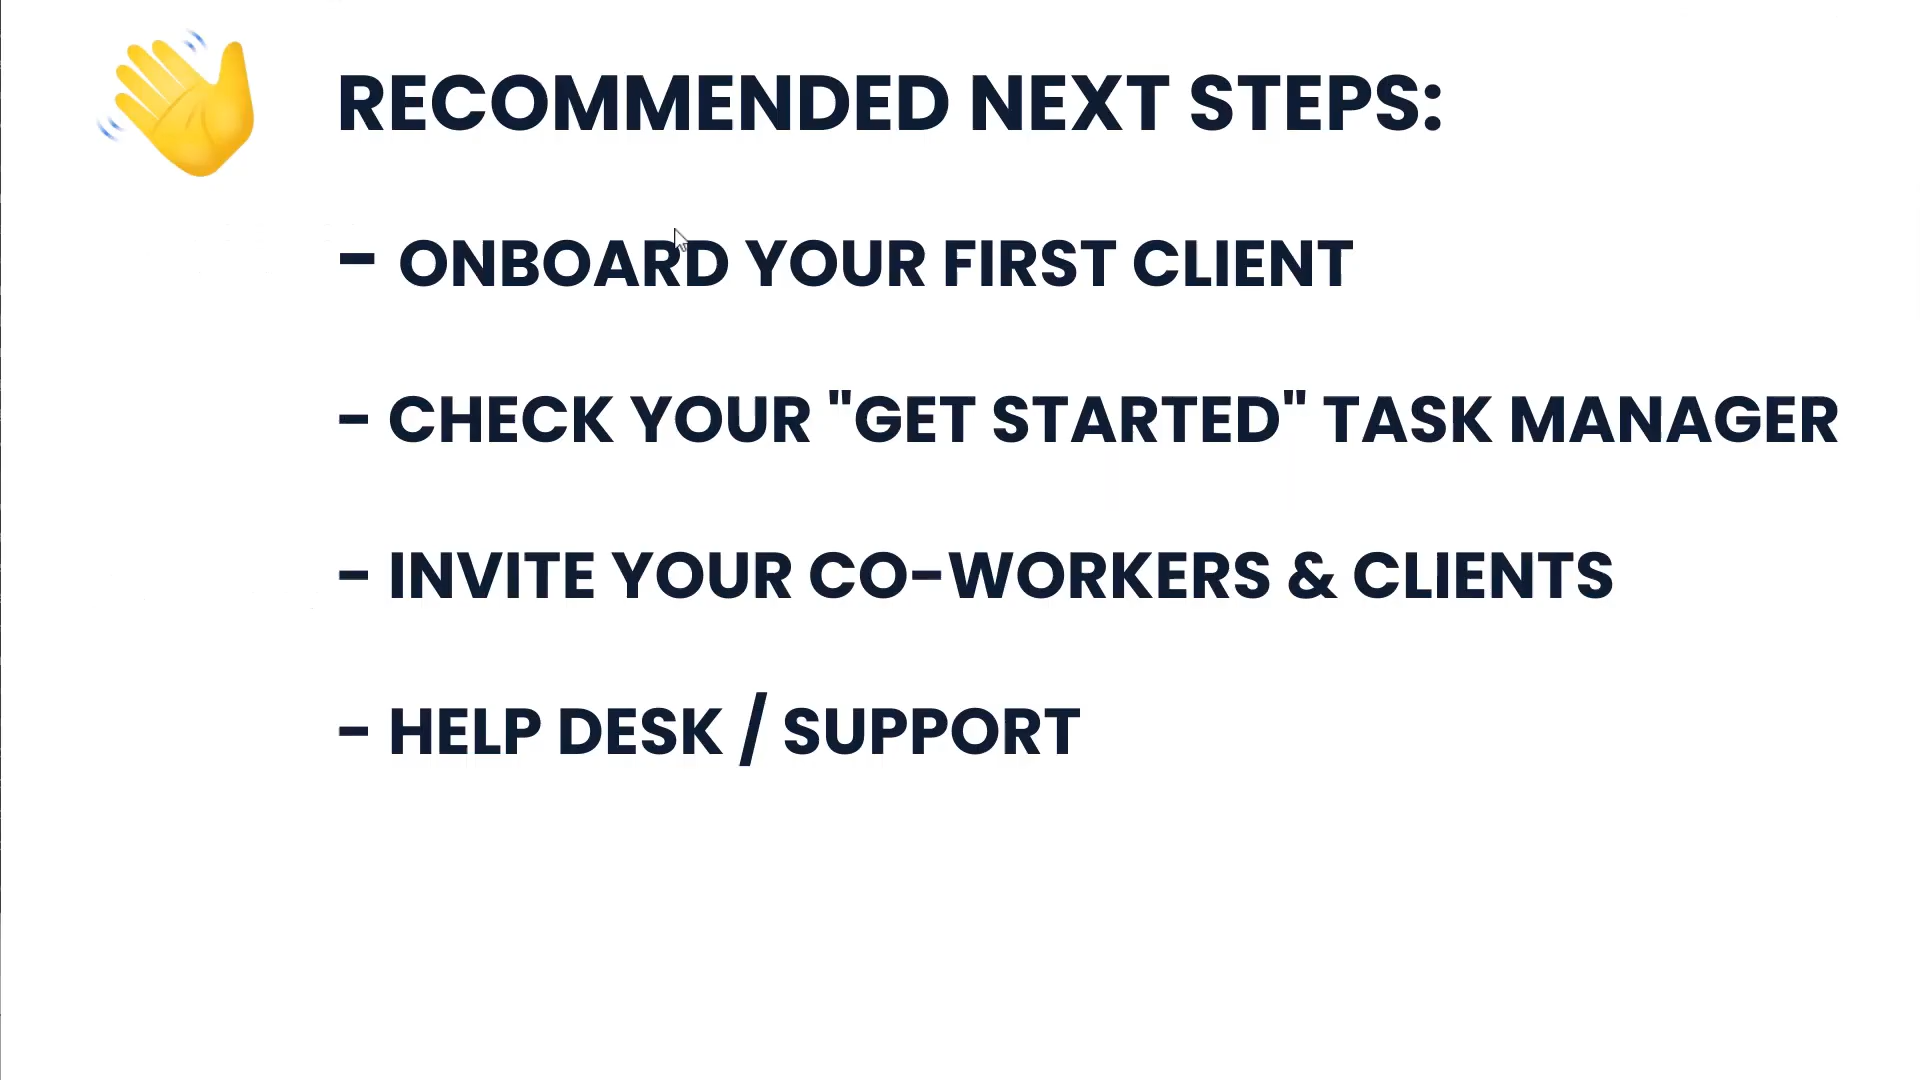 RECOMMENDED NEXT STEPS:
- ONBOARD YOUR FIRST CLIENT
- CHECK YOUR "GET STARTED" TASK MANAGER
- INVITE YOUR CO-WORKERS & CLIENTS
- HELP DESK / SUPPORT